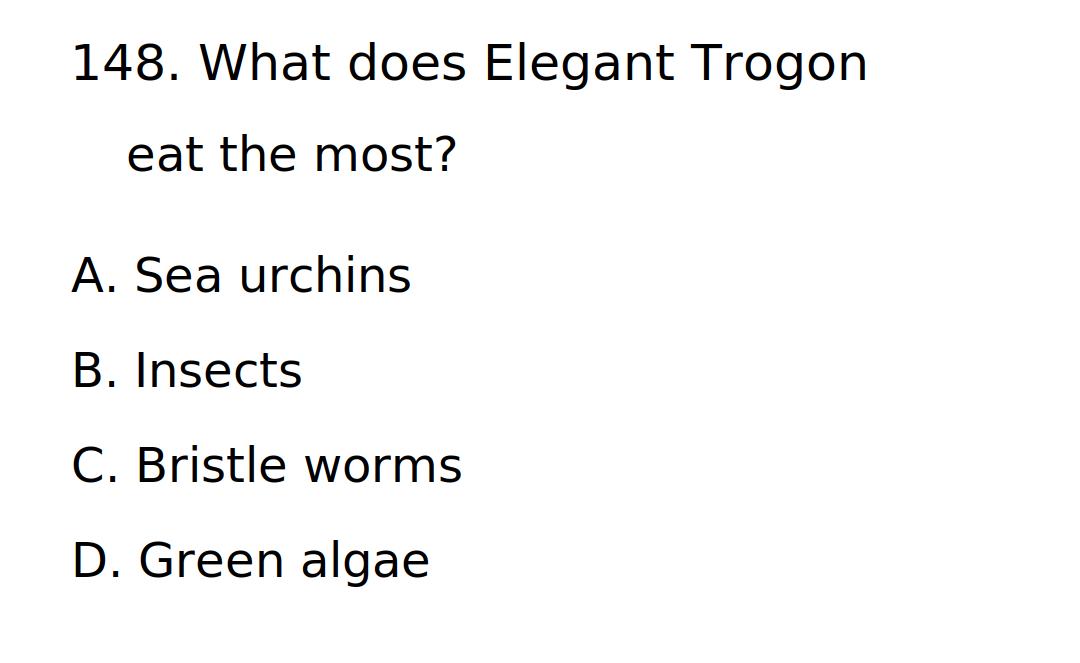 148. What does Elegant Trogon
eat the most?
A. Sea urchins
B. Insects
C. Bristle worms
D. Green algae